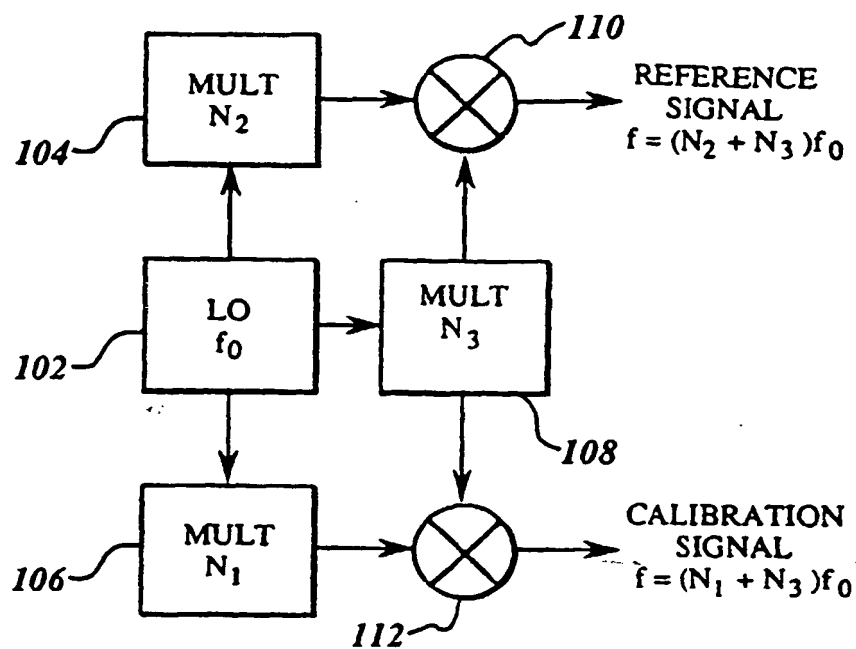 110
MULT
N₂
REFERENCE
SIGNAL
f = (N₂ + N₃)f₀
104
LO
f₀
MULT
N₃
102
108
MULT
N₁
CALIBRATION
SIGNAL
f = (N₁ + N₃)f₀
106
112